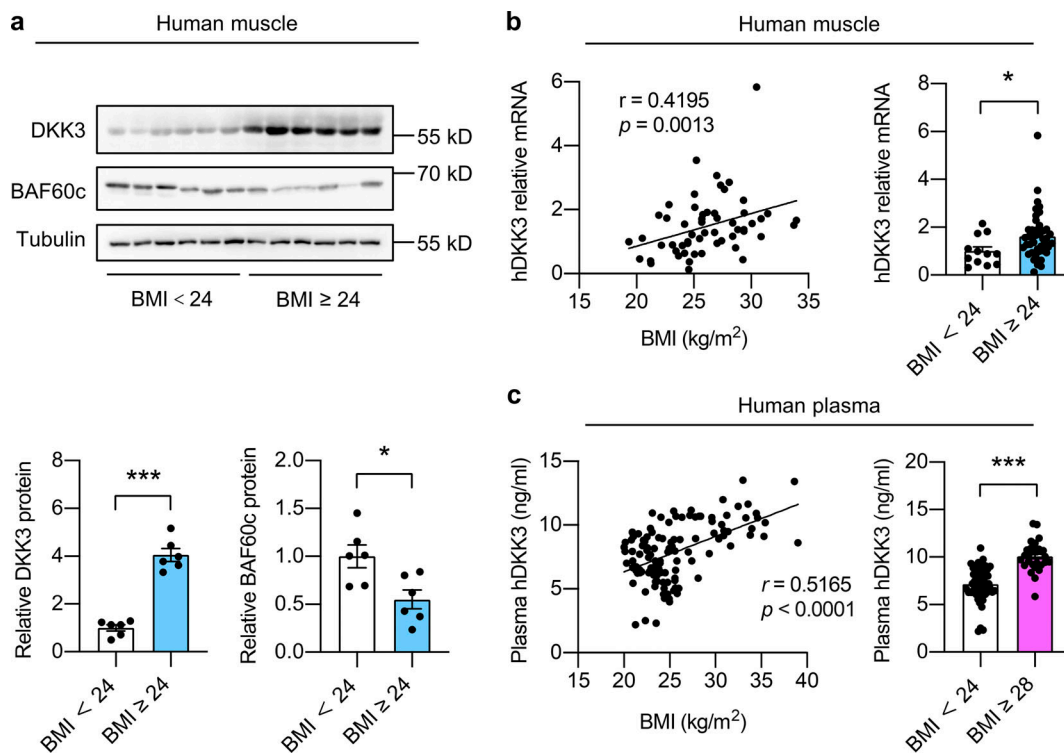 a
Human muscle
DKK3
55 kD
70 kD
BAF60c
Tubulin
55 kD
BMI < 24
BMI ≥ 24
Relative DKK3 protein
8
6
4
2
0
***
BMI < 24
BMI ≥ 24
Relative BAF60c protein
2.0
1.5
1.0
0.5
0.0
*
BMI < 24
BMI ≥ 24
b
Human muscle
hDKK3 relative mRNA
6
4
2
0
r = 0.4195
p = 0.0013
15 20 25 30 35
BMI (kg/m²)
hDKK3 relative mRNA
8
6
4
2
0
*
BMI < 24
BMI ≥ 24
c
Human plasma
Plasma hDKK3 (ng/ml)
15
10
5
0
r = 0.5165
p < 0.0001
15 20 25 30 35 40
BMI (kg/m²)
Plasma hDKK3 (ng/ml)
20
15
10
5
0
***
BMI < 24
BMI ≥ 28